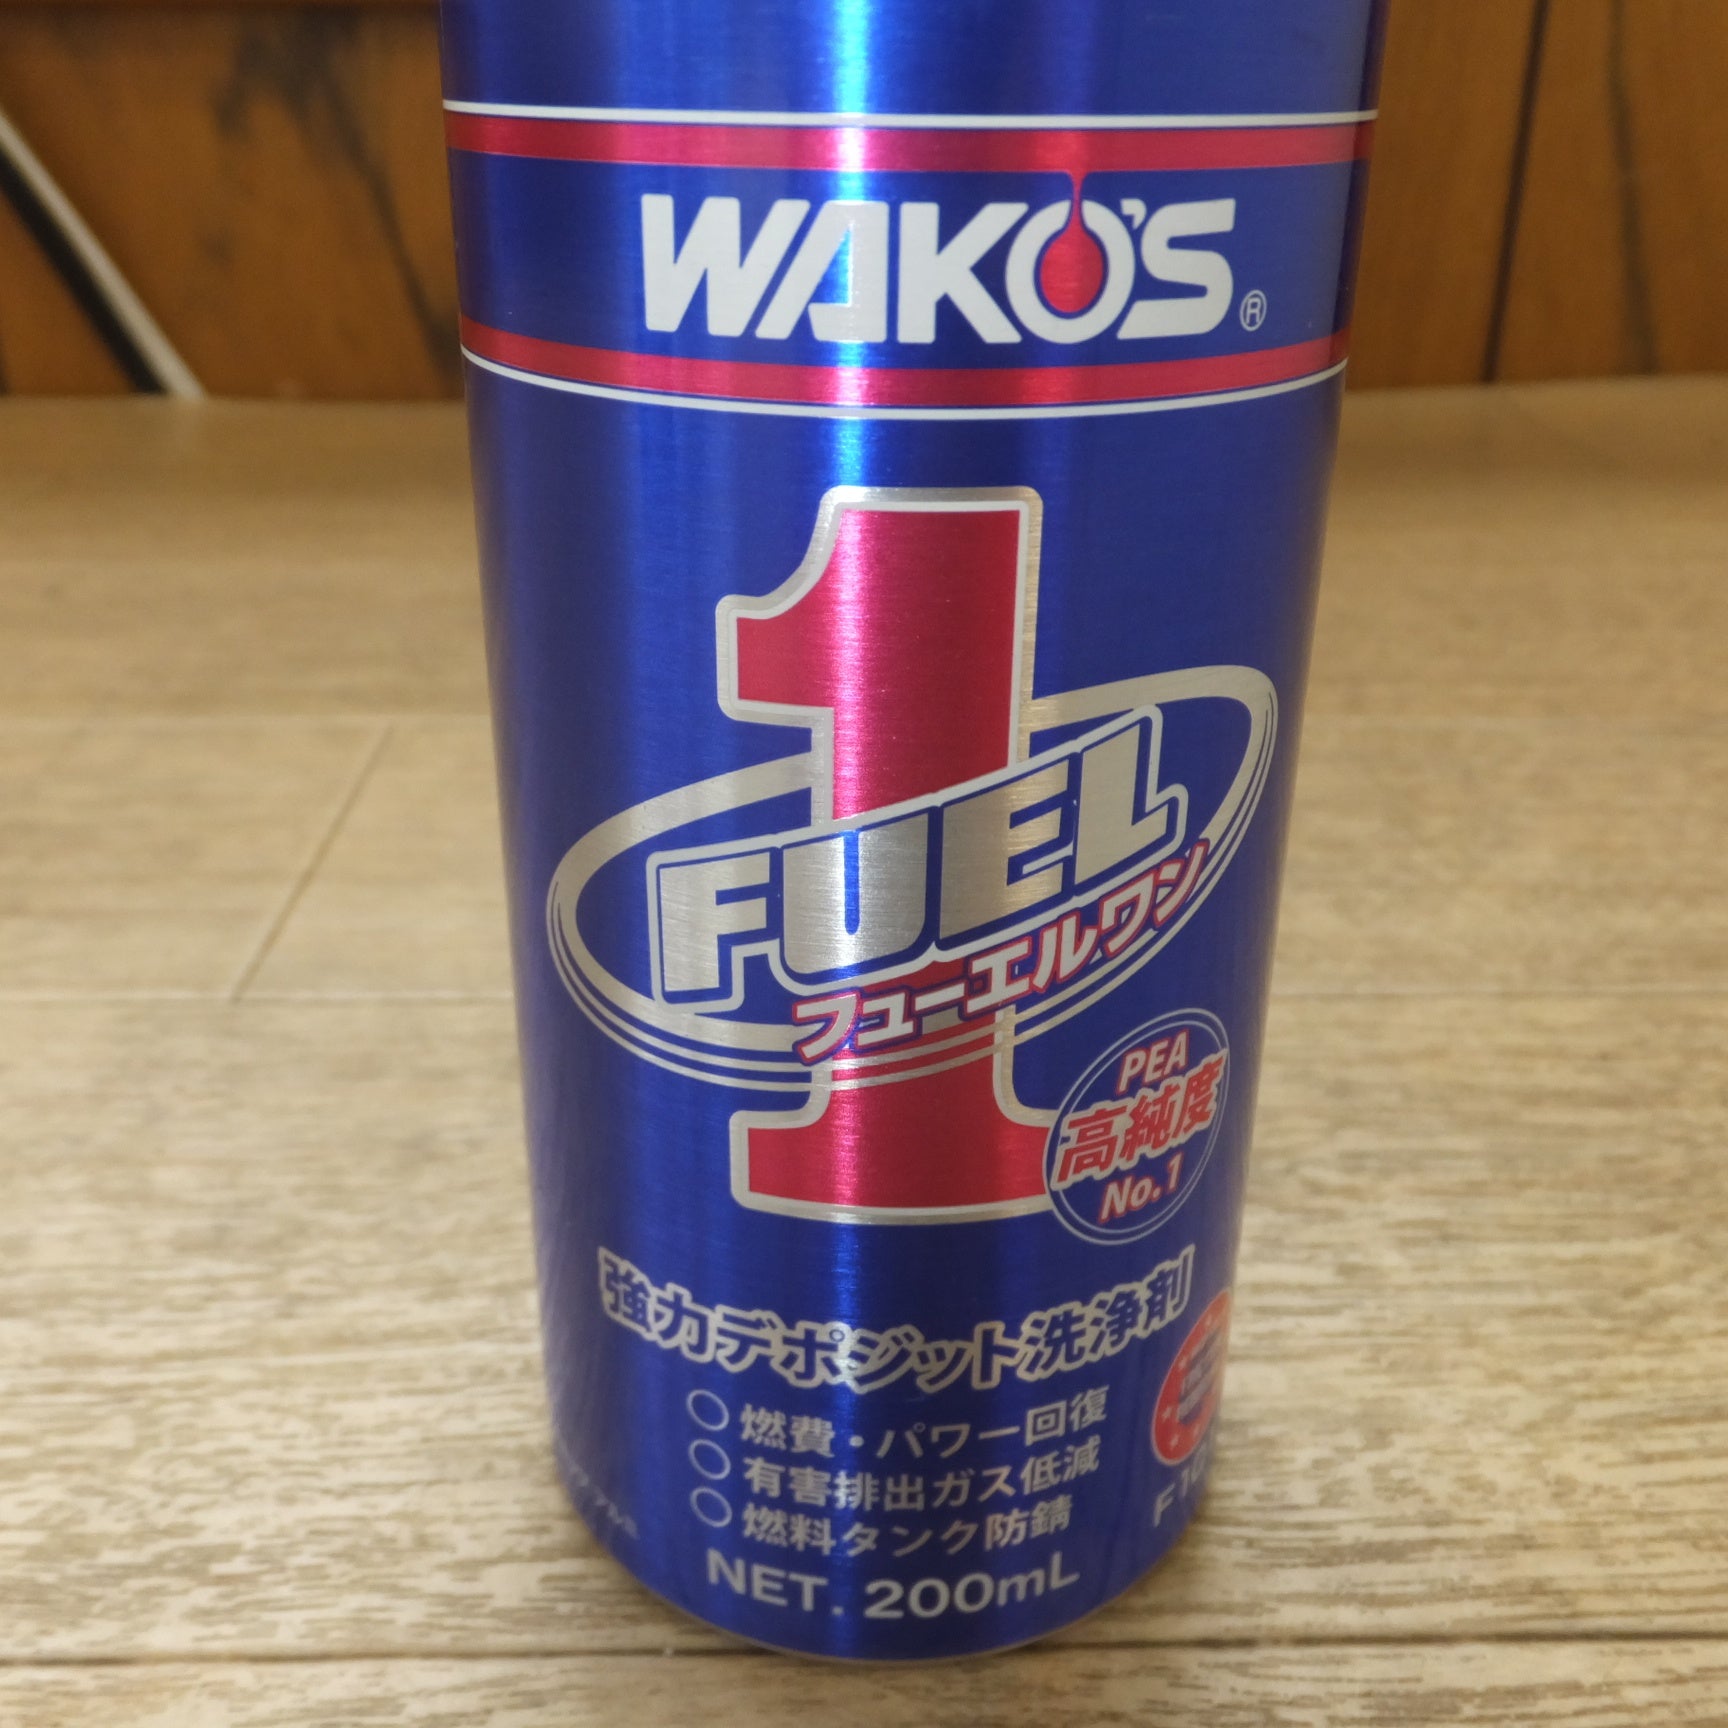 WAKO'S®
1
FUEL
フューエルワン
PEA
高純度
No.1
強力デポジット洗浄剤
○ 燃費・パワー回復
○ 有害排出ガス低減
○ 燃料タンク防錆
NET. 200mL